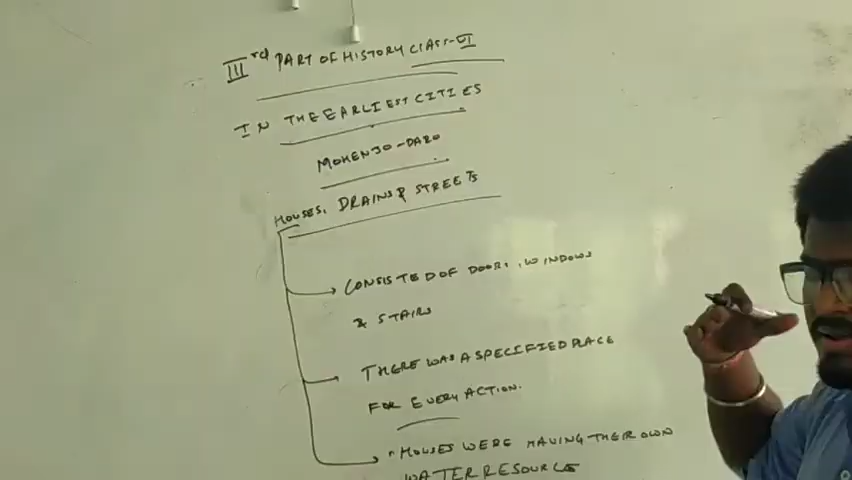 IIIrd PART OF HISTORY CLASS-VI
IN THE EARLIEST CITIES
MOHENJO-DARO
HOUSES, DRAINS & STREETS
CONSISTED OF DOORS, WINDOWS
& STAIRS
THERE WAS A SPECIFIED PLACE
FOR EVERY ACTION.
"HOUSES WERE HAVING THEIR OWN
WATER RESOURCE